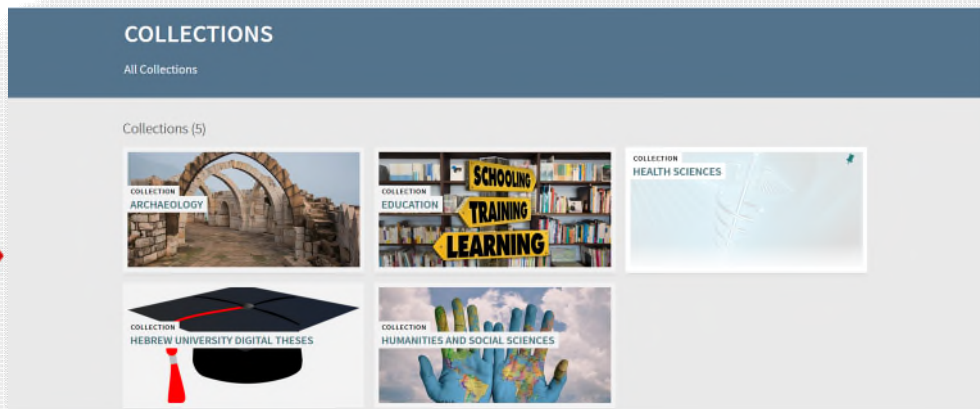 COLLECTIONS
All Collections
Collections (5)
COLLECTION
ARCHAEOLOGY
COLLECTION
EDUCATION
SCHOOLING
TRAINING
LEARNING
COLLECTION
HEALTH SCIENCES
COLLECTION
HEBREW UNIVERSITY DIGITAL THESES
COLLECTION
HUMANITIES AND SOCIAL SCIENCES